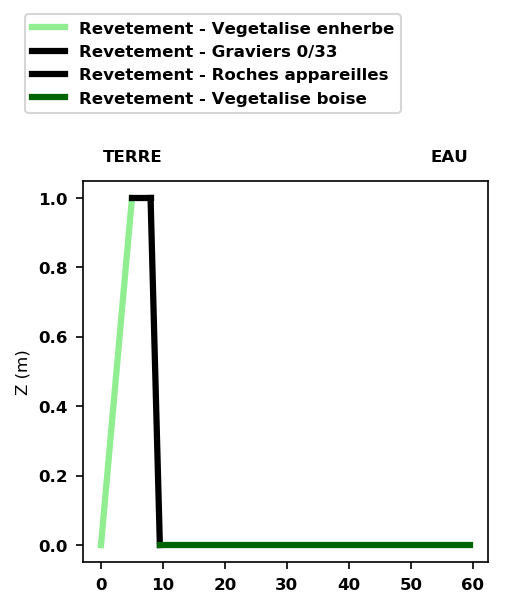 Revetement - Vegetalise enherbe
Revetement - Graviers 0/33
Revetement - Roches appareilles
Revetement - Vegetalise boise
TERRE EAU
1.0
0.8
0.6
0.4
0.2
0.0
Z (m)
0 10 20 30 40 50 60